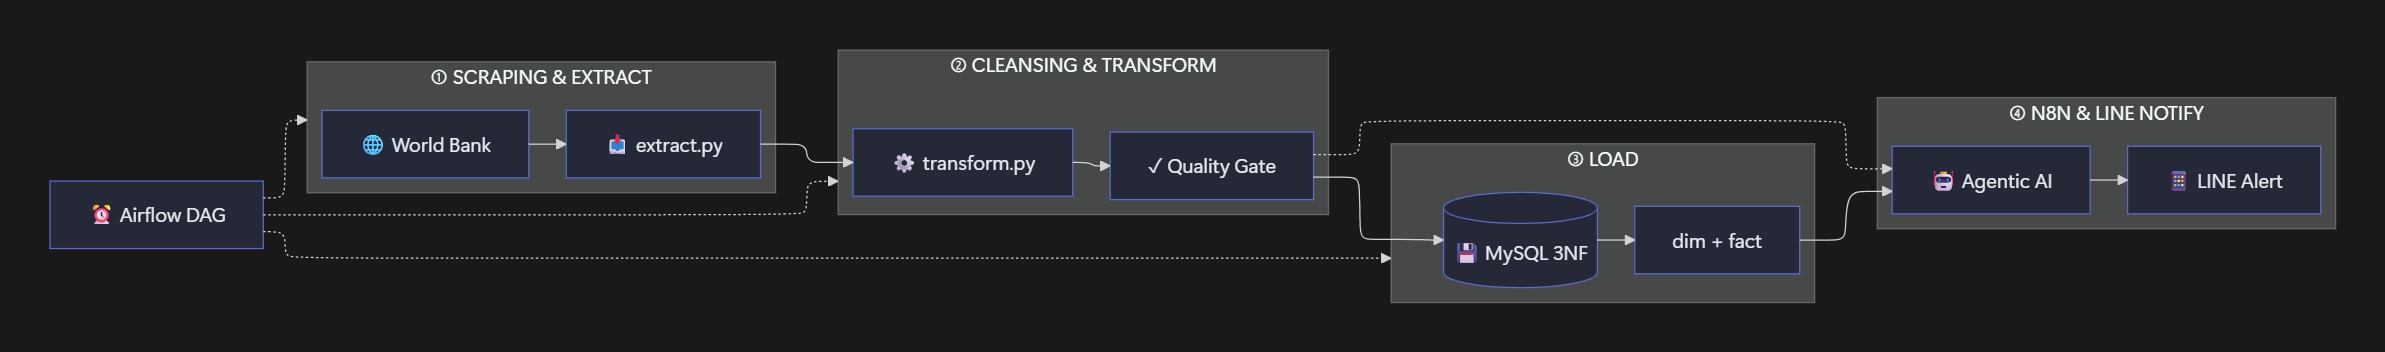 Airflow DAG
① SCRAPING & EXTRACT
World Bank
extract.py
② CLEANSING & TRANSFORM
transform.py
✓ Quality Gate
③ LOAD
MySQL 3NF
dim + fact
④ N8N & LINE NOTIFY
Agentic AI
LINE Alert